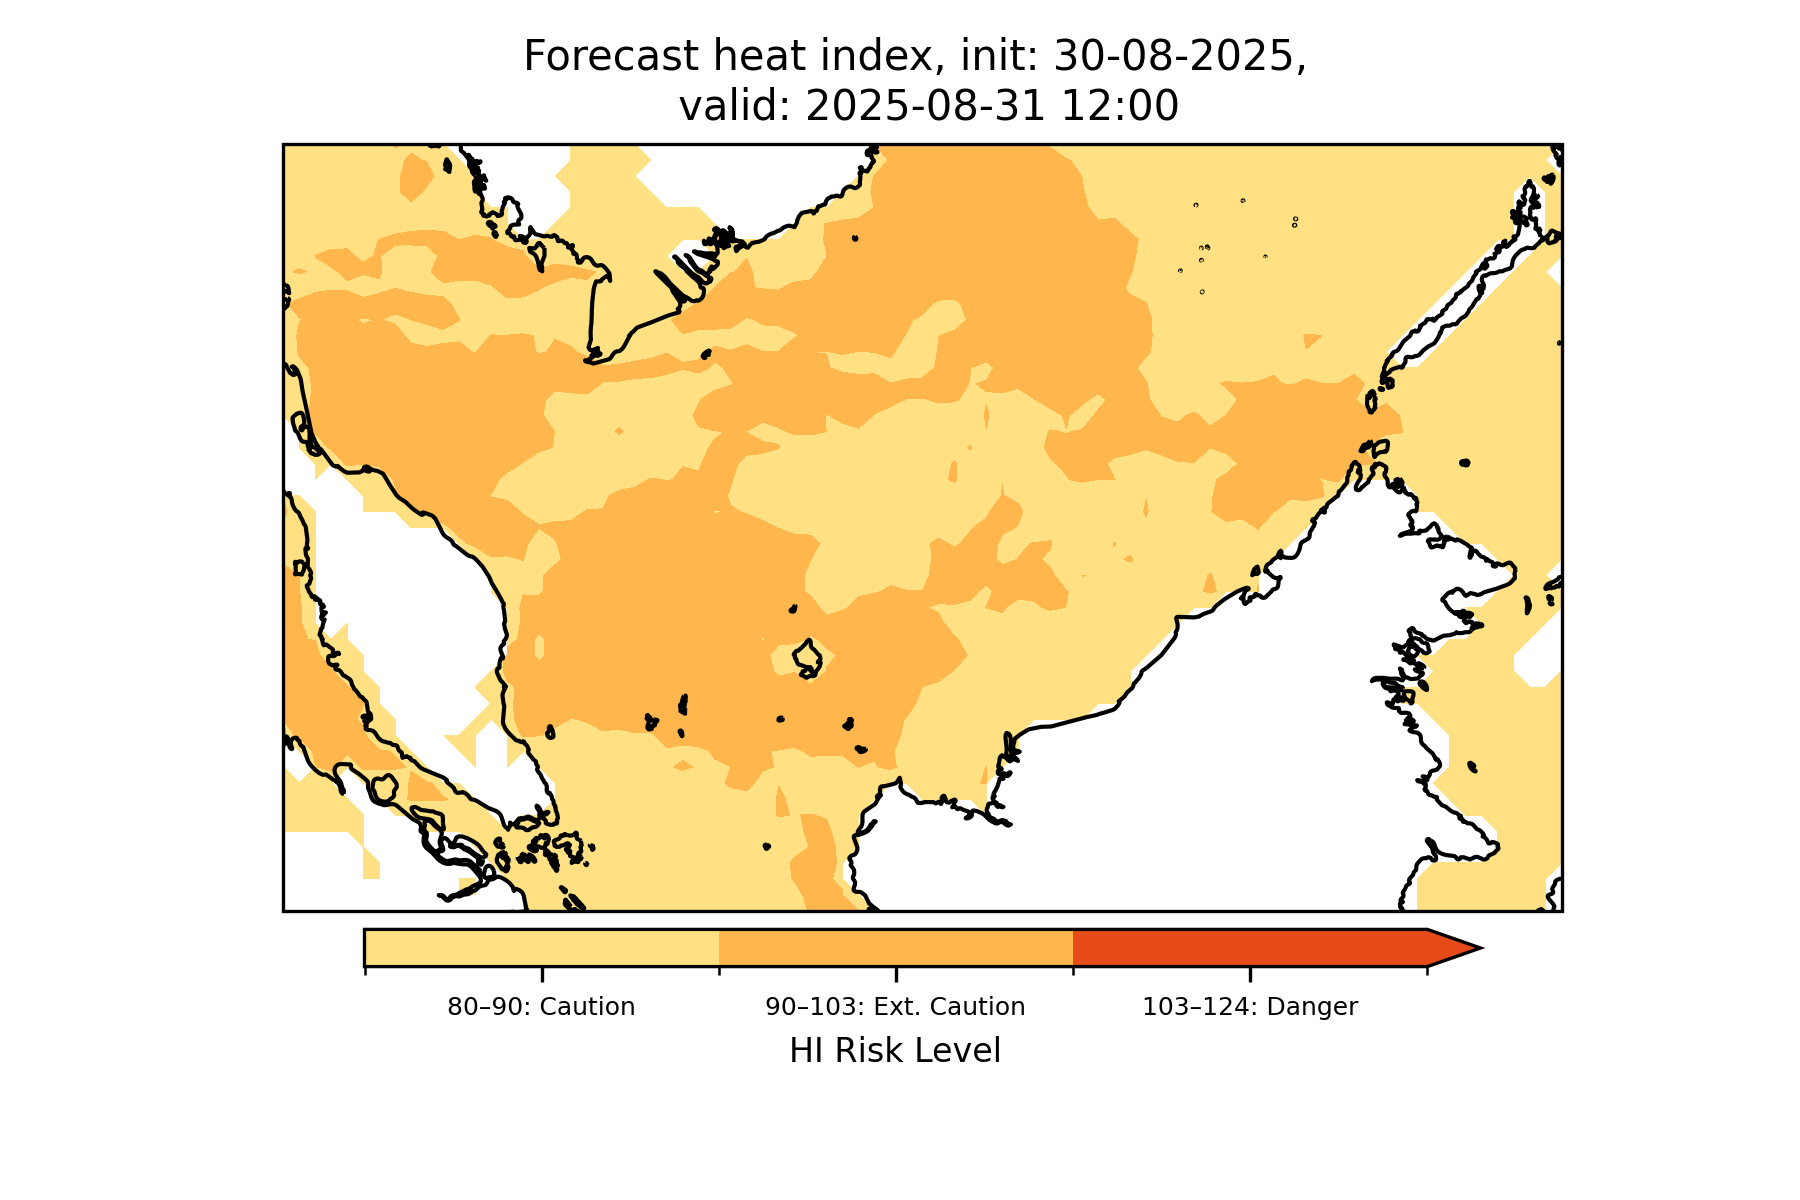 Forecast heat index, init: 30-08-2025,
valid: 2025-08-31 12:00
80–90: Caution
90–103: Ext. Caution
103–124: Danger
HI Risk Level